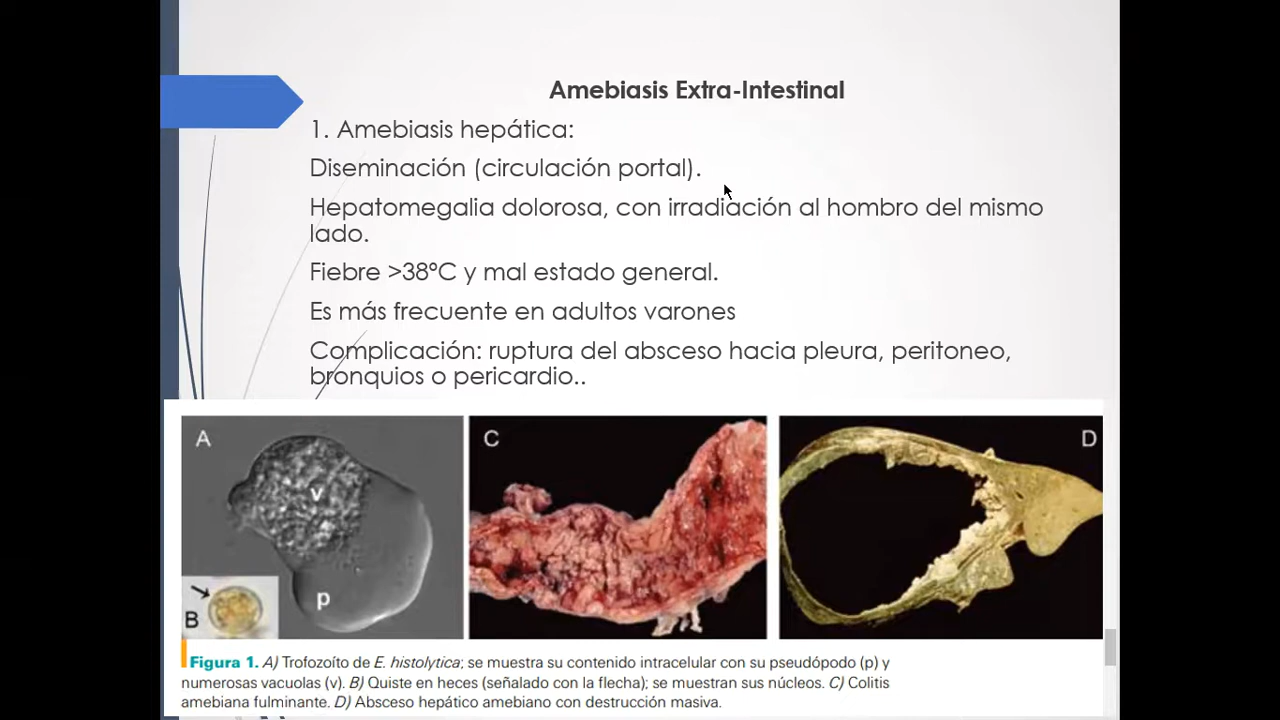 Amebiasis Extra-Intestinal
1. Amebiasis hepática:
Diseminación (circulación portal).
Hepatomegalia dolorosa, con irradiación al hombro del mismo
lado.
Fiebre >38ºC y mal estado general.
Es más frecuente en adultos varones
Complicación: ruptura del absceso hacia pleura, peritoneo,
bronquios o pericardio..
A
v
p
B
C
D
Figura 1. A) Trofozoíto de E. histolytica; se muestra su contenido intracelular con su pseudópodo (p) y
numerosas vacuolas (v). B) Quiste en heces (señalado con la flecha); se muestran sus núcleos. C) Colitis
amebiana fulminante. D) Absceso hepático amebiano con destrucción masiva.